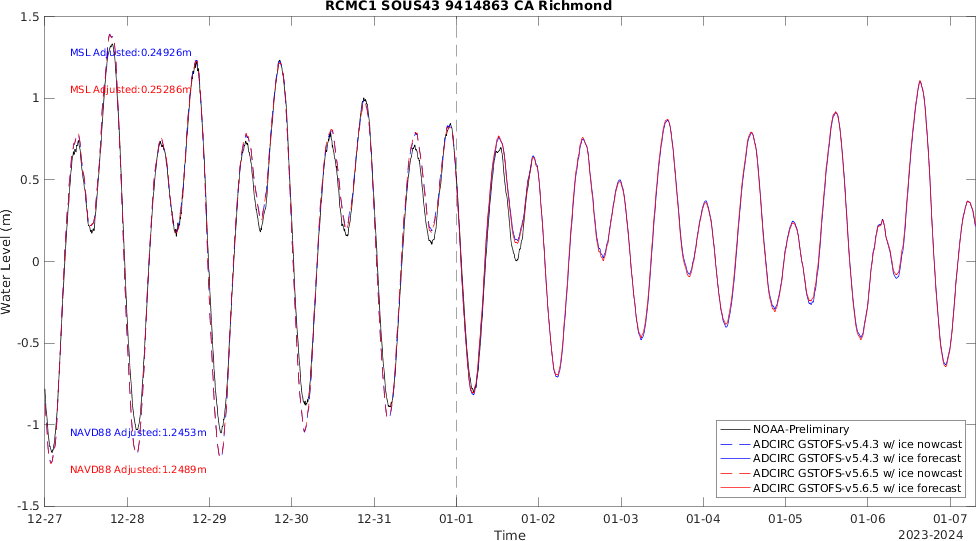 RCMC1 SOUS43 9414863 CA Richmond
Water Level (m)
1.5
1
0.5
0
-0.5
-1
-1.5
MSL Adjusted:0.24926m
MSL Adjusted:0.25286m
NAVD88 Adjusted:1.2453m
NAVD88 Adjusted:1.2489m
NOAA-Preliminary
ADCIRC GSTOFS-v5.4.3 w/ ice nowcast
ADCIRC GSTOFS-v5.4.3 w/ ice forecast
ADCIRC GSTOFS-v5.6.5 w/ ice nowcast
ADCIRC GSTOFS-v5.6.5 w/ ice forecast
12-27 12-28 12-29 12-30 12-31 01-01 01-02 01-03 01-04 01-05 01-06 01-07
Time
2023-2024